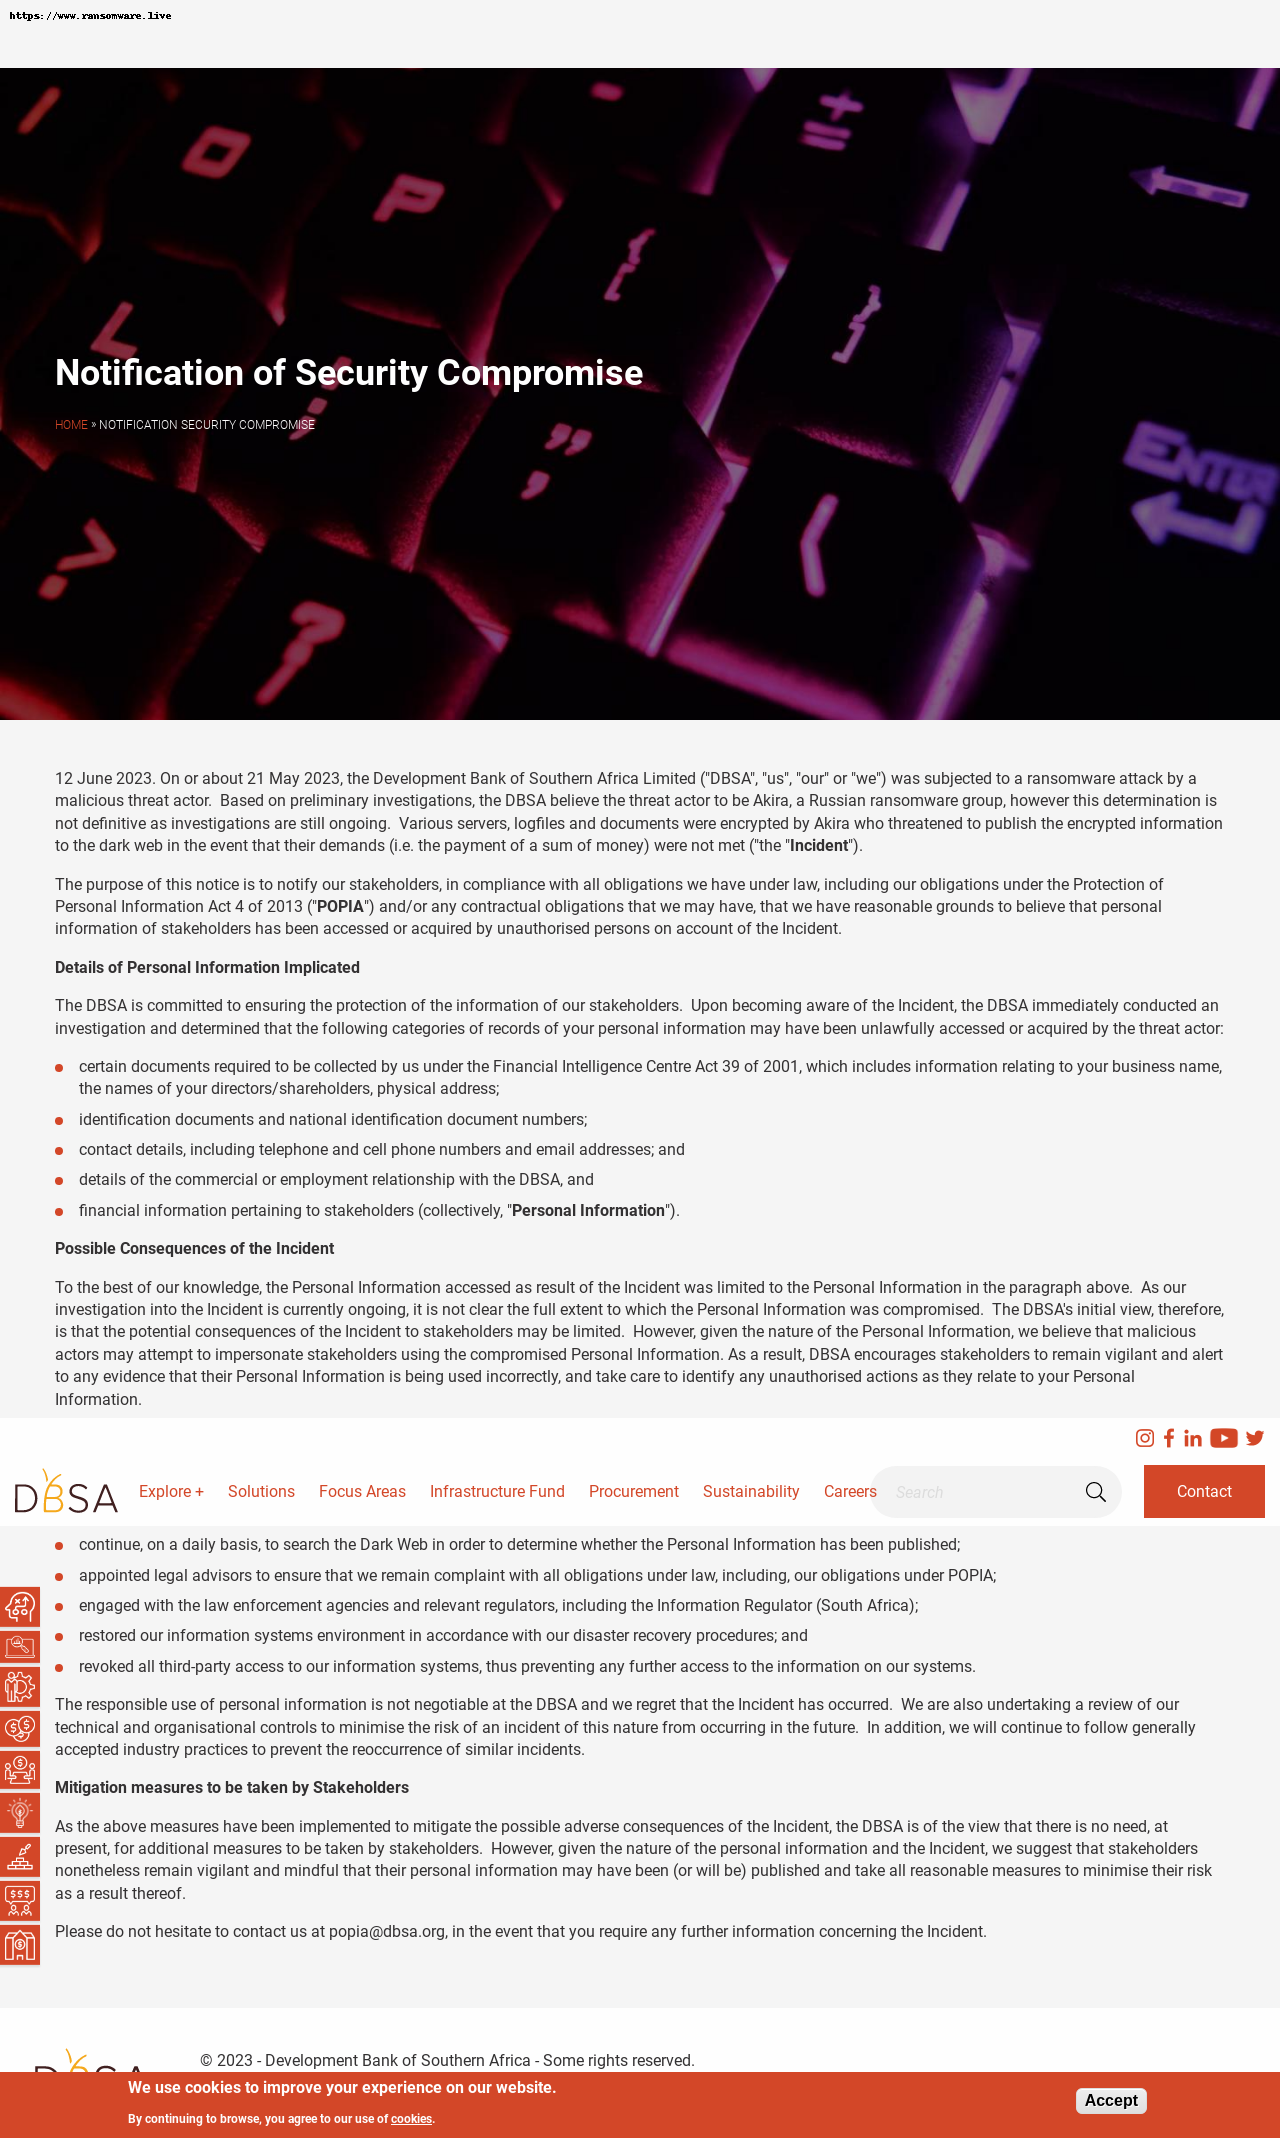 https://www.ransomware.live
Notification of Security Compromise
HOME » NOTIFICATION SECURITY COMPROMISE
ENTER
12 June 2023. On or about 21 May 2023, the Development Bank of Southern Africa Limited ("DBSA", "us", "our" or "we") was subjected to a ransomware attack by a
malicious threat actor.  Based on preliminary investigations, the DBSA believe the threat actor to be Akira, a Russian ransomware group, however this determination is
not definitive as investigations are still ongoing.  Various servers, logfiles and documents were encrypted by Akira who threatened to publish the encrypted information
to the dark web in the event that their demands (i.e. the payment of a sum of money) were not met ("the "Incident").
The purpose of this notice is to notify our stakeholders, in compliance with all obligations we have under law, including our obligations under the Protection of
Personal Information Act 4 of 2013 ("POPIA") and/or any contractual obligations that we may have, that we have reasonable grounds to believe that personal
information of stakeholders has been accessed or acquired by unauthorised persons on account of the Incident.
Details of Personal Information Implicated
The DBSA is committed to ensuring the protection of the information of our stakeholders.  Upon becoming aware of the Incident, the DBSA immediately conducted an
investigation and determined that the following categories of records of your personal information may have been unlawfully accessed or acquired by the threat actor:
certain documents required to be collected by us under the Financial Intelligence Centre Act 39 of 2001, which includes information relating to your business name,
the names of your directors/shareholders, physical address;
identification documents and national identification document numbers;
contact details, including telephone and cell phone numbers and email addresses; and
details of the commercial or employment relationship with the DBSA, and
financial information pertaining to stakeholders (collectively, "Personal Information").
Possible Consequences of the Incident
To the best of our knowledge, the Personal Information accessed as result of the Incident was limited to the Personal Information in the paragraph above.  As our
investigation into the Incident is currently ongoing, it is not clear the full extent to which the Personal Information was compromised.  The DBSA's initial view, therefore,
is that the potential consequences of the Incident to stakeholders may be limited.  However, given the nature of the Personal Information, we believe that malicious
actors may attempt to impersonate stakeholders using the compromised Personal Information. As a result, DBSA encourages stakeholders to remain vigilant and alert
to any evidence that their Personal Information is being used incorrectly, and take care to identify any unauthorised actions as they relate to your Personal
Information.
DBSA Explore + Solutions Focus Areas Infrastructure Fund Procurement Sustainability Careers Search Contact
continue, on a daily basis, to search the Dark Web in order to determine whether the Personal Information has been published;
appointed legal advisors to ensure that we remain complaint with all obligations under law, including, our obligations under POPIA;
engaged with the law enforcement agencies and relevant regulators, including the Information Regulator (South Africa);
restored our information systems environment in accordance with our disaster recovery procedures; and
revoked all third-party access to our information systems, thus preventing any further access to the information on our systems.
The responsible use of personal information is not negotiable at the DBSA and we regret that the Incident has occurred.  We are also undertaking a review of our
technical and organisational controls to minimise the risk of an incident of this nature from occurring in the future.  In addition, we will continue to follow generally
accepted industry practices to prevent the reoccurrence of similar incidents.
Mitigation measures to be taken by Stakeholders
As the above measures have been implemented to mitigate the possible adverse consequences of the Incident, the DBSA is of the view that there is no need, at
present, for additional measures to be taken by stakeholders.  However, given the nature of the personal information and the Incident, we suggest that stakeholders
nonetheless remain vigilant and mindful that their personal information may have been (or will be) published and take all reasonable measures to minimise their risk
as a result thereof.
Please do not hesitate to contact us at popia@dbsa.org, in the event that you require any further information concerning the Incident.
© 2023 - Development Bank of Southern Africa - Some rights reserved.
We use cookies to improve your experience on our website.
By continuing to browse, you agree to our use of cookies.
Accept